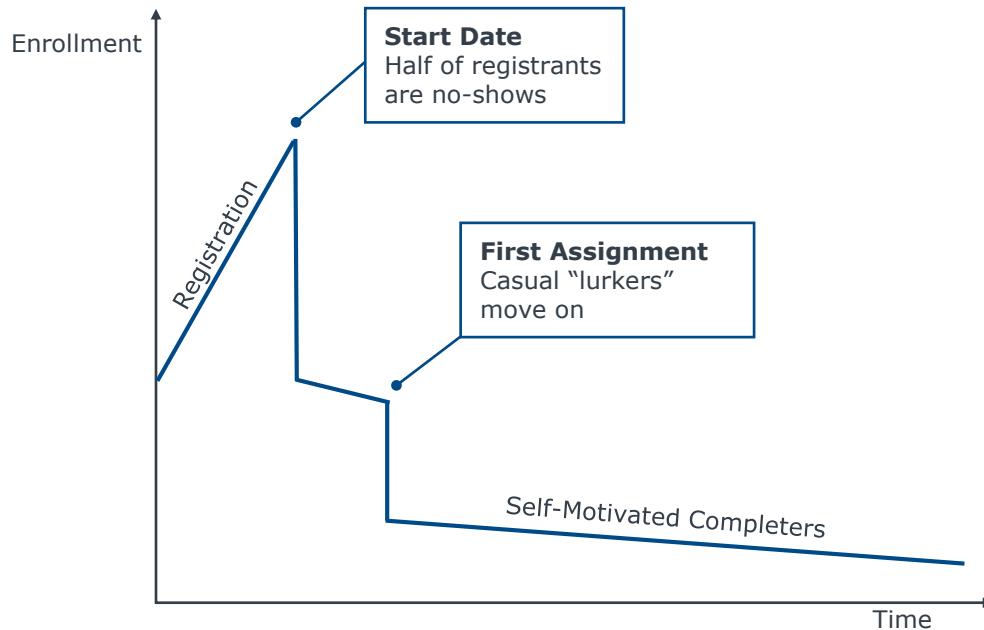 Enrollment
Start Date
Half of registrants
are no-shows
Registration
First Assignment
Casual “lurkers”
move on
Self-Motivated Completers
Time